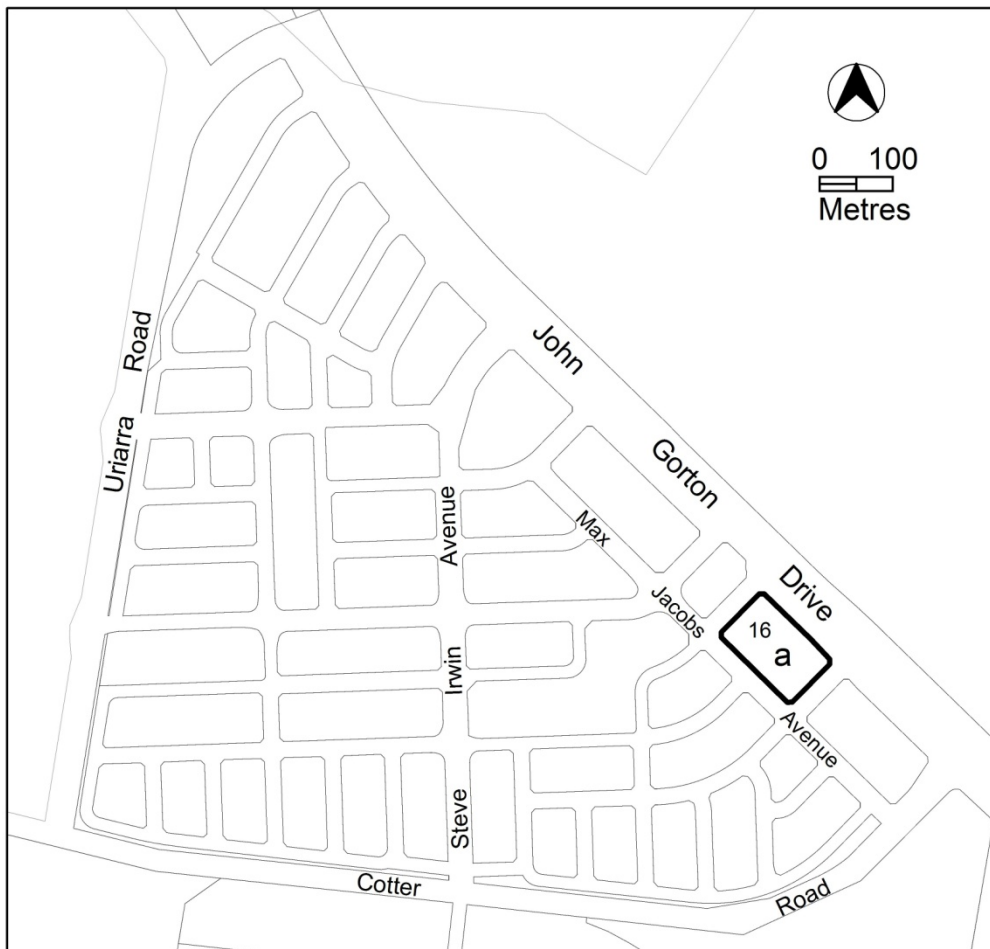 0 100
Metres
John
Gorton
Drive
Uriarra Road
Max
Jacobs
Avenue
16
a
Steve Irwin Avenue
Cotter
Road